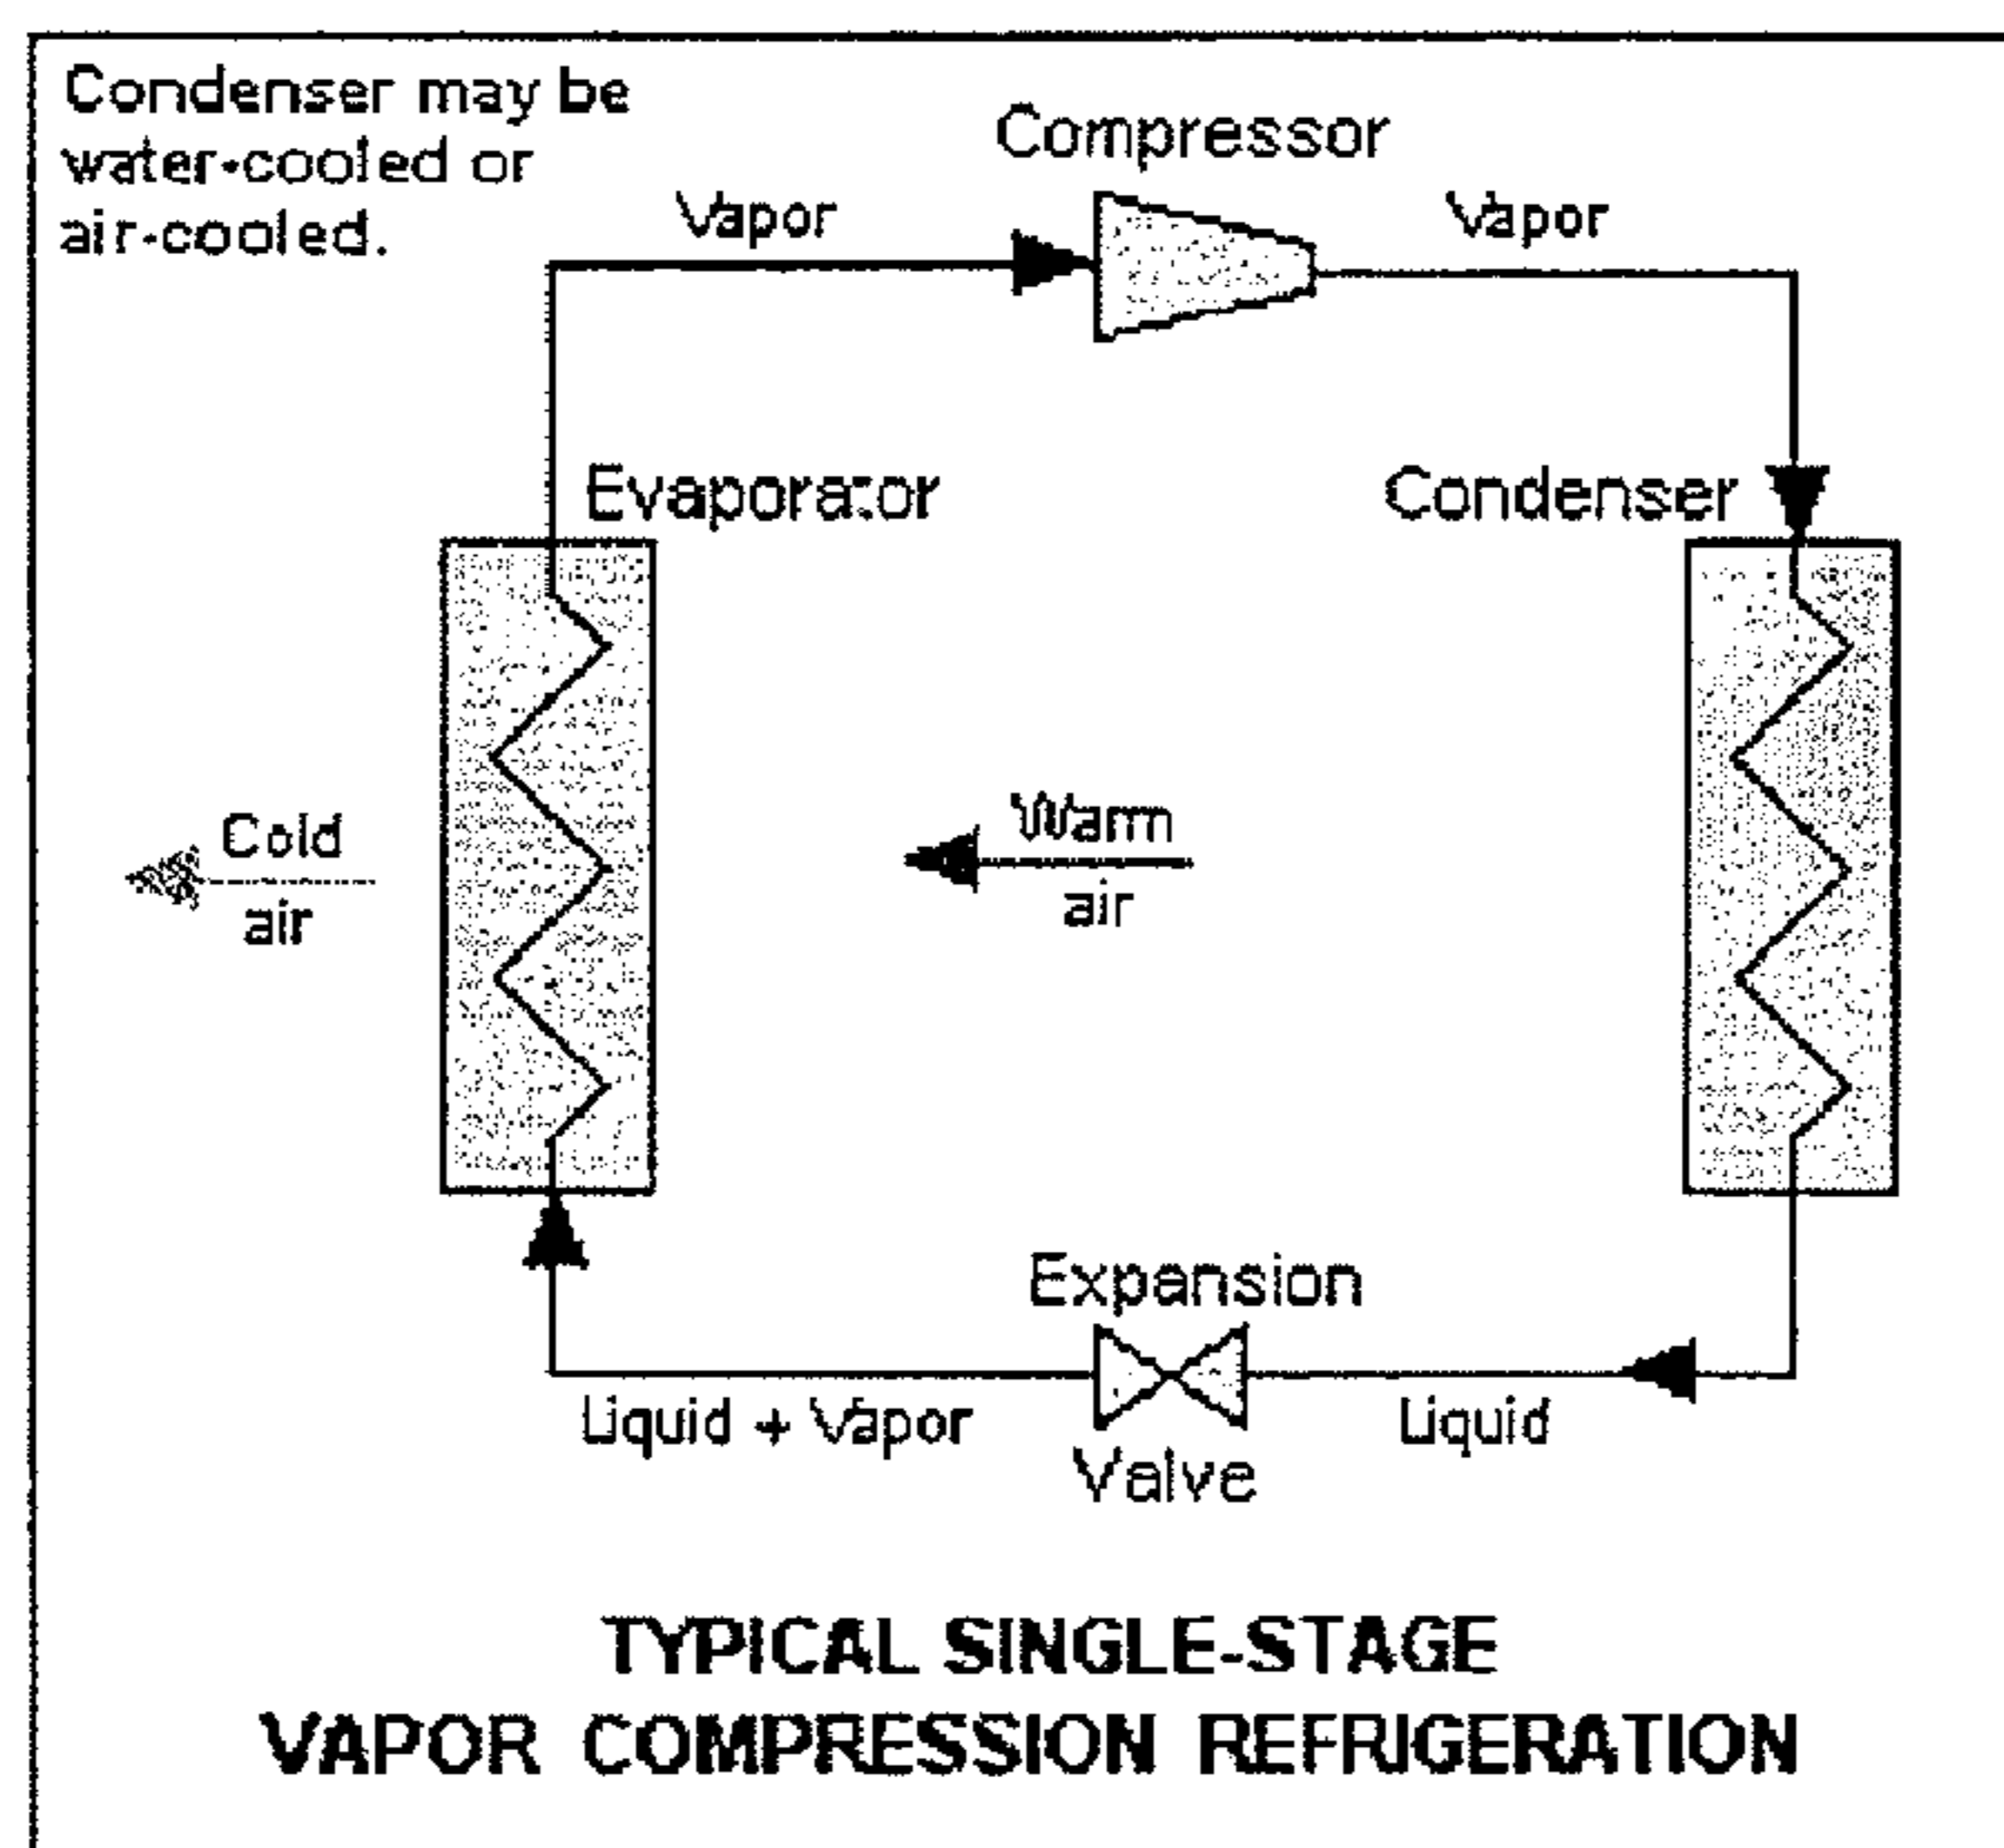 Condenser may be
water-cooled or
air-cooled.
Compressor
Vapor
Vapor
Evaporator
Condenser
Cold
air
Warm
air
Expansion
Valve
Liquid + Vapor
Liquid
TYPICAL SINGLE-STAGE
VAPOR COMPRESSION REFRIGERATION